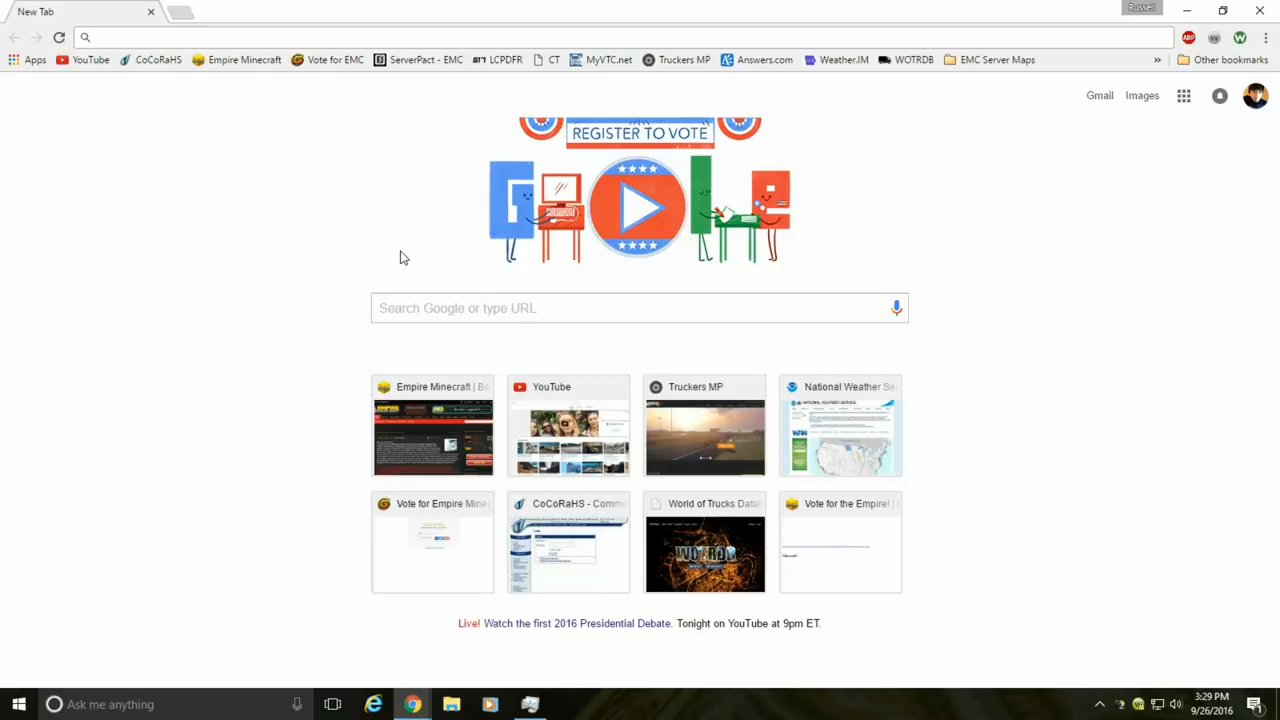 New Tab
Russell
Apps YouTube CoCoRaHS Empire Minecraft Vote for EMC ServerPact - EMC LCPDFR CT MyVTC.net Truckers MP Answers.com Weather.IM WOTRDB EMC Server Maps » Other bookmarks
ABP
Gmail Images
REGISTER TO VOTE
Search Google or type URL
Empire Minecraft | Be
YouTube
Truckers MP
National Weather Se
Vote for Empire Mine
CoCoRaHS - Commu
World of Trucks Data
Vote for the Empire! |
WOTRDB
Live! Watch the first 2016 Presidential Debate. Tonight on YouTube at 9pm ET.
Ask me anything
3:29 PM
9/26/2016